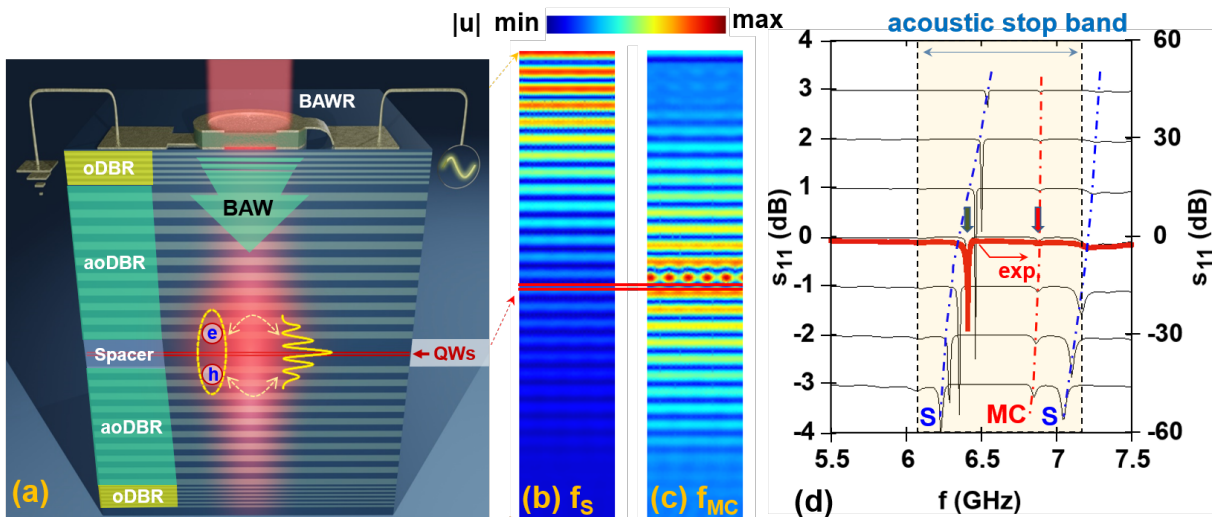 |u| min max
BAWR
oDBR
BAW
aoDBR
e
h
Spacer
QWs
aoDBR
oDBR
(a)
(b) fS
(c) fMC
acoustic stop band
4
3
2
1
0
-1
-2
-3
-4
s11 (dB)
60
30
0
-30
-60
s11 (dB)
exp.
S
MC
S
5.5 6 6.5 7 7.5
(d) f (GHz)